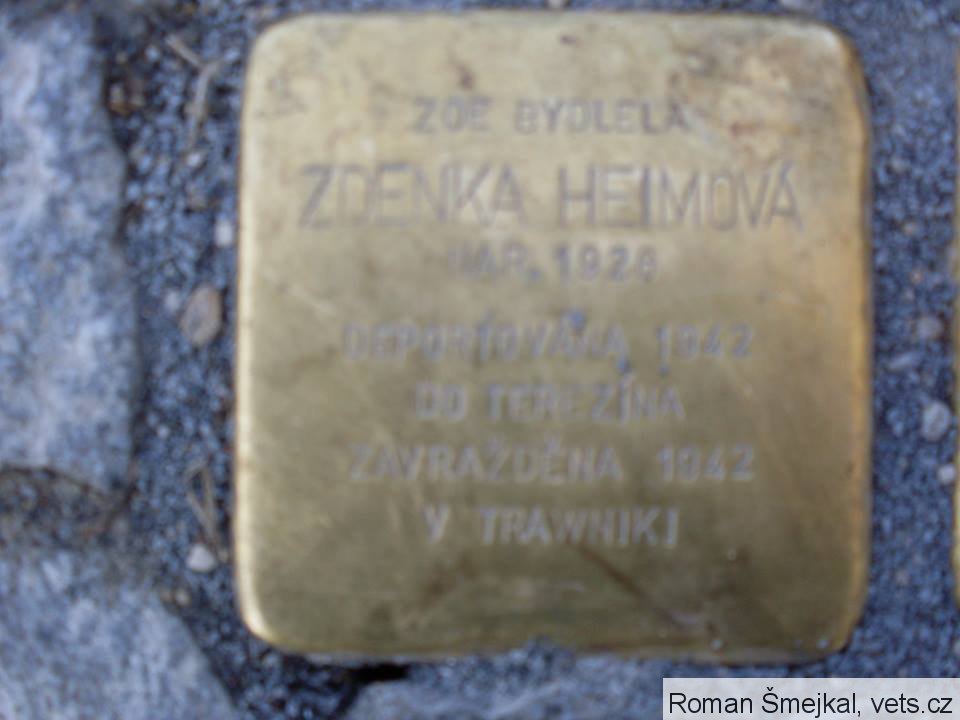 ZDE BYDLELA
ZDENKA HEIMOVÁ
NAR. 1926
DEPORTOVÁNA 1942
DO TEREZÍNA
ZAVRAŽDĚNA 1942
V TRAWNIKI
Roman Šmejkal, vets.cz